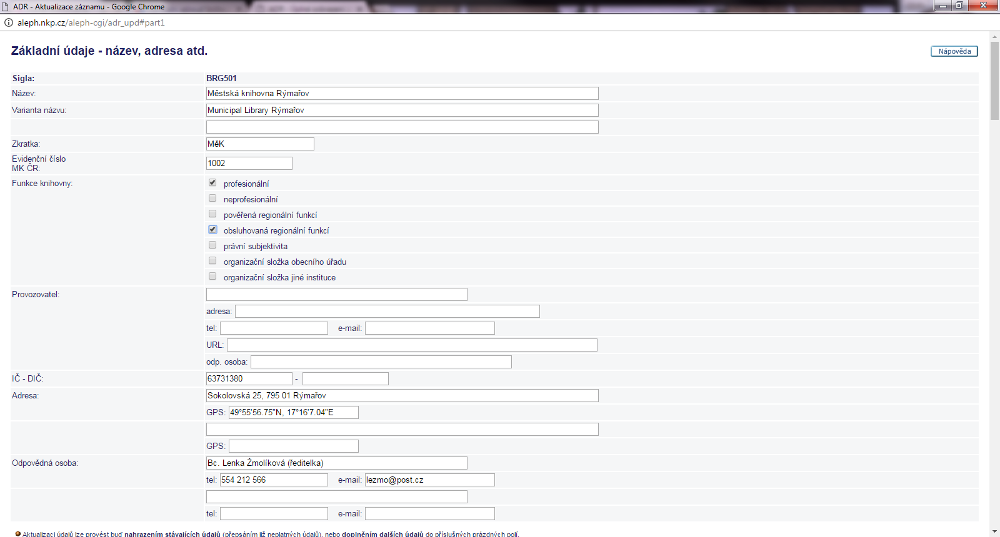 ADR - Aktualizace záznamu - Google Chrome
aleph.nkp.cz/aleph-cgi/adr_upd#part1
Základní údaje - název, adresa atd.
Nápověda
Sigla: BRG501
Název: Městská knihovna Rýmařov
Varianta názvu: Municipal Library Rýmařov
Zkratka: MěK
Evidenční číslo
MK ČR: 1002
Funkce knihovny: profesionální
neprofesionální
pověřená regionální funkcí
obsluhovaná regionální funkcí
právní subjektivita
organizační složka obecního úřadu
organizační složka jiné instituce
Provozovatel:
adresa:
tel: e-mail:
URL:
odp. osoba:
IČ - DIČ: 63731380 -
Adresa: Sokolovská 25, 795 01 Rýmařov
GPS: 49°55'56.75"N, 17°16'7.04"E
GPS:
Odpovědná osoba: Bc. Lenka Žmolíková (ředitelka)
tel: 554 212 566 e-mail: lezmo@post.cz
tel: e-mail:
Aktualizaci údajů lze provést buď nahrazením stávajících údajů (přepsáním již neplatných údajů), nebo doplněním dalších údajů do příslušných prázdných polí.